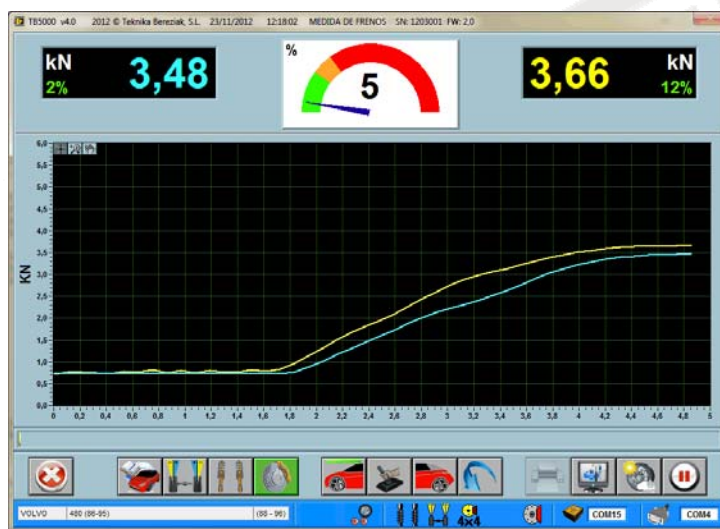 TB5000 v4.0 2012 © Teknika Bereziak, S.L. 23/11/2012 12:18:02 MEDIDA DE FRENOS SN: 1203001 FW: 2,0
kN 3,48
2%
%
5
3,66 kN
12%
6,0
5,5
5,0
4,5
4,0
3,5
3,0
2,5
2,0
1,5
1,0
0,5
0,0
KN
0 0,2 0,4 0,6 0,8 1 1,2 1,4 1,6 1,8 2 2,2 2,4 2,6 2,8 3 3,2 3,4 3,6 3,8 4 4,2 4,4 4,6 4,8 5
4x4
VOLVO 480 (86-95) (88 - 96) COM15 COM4